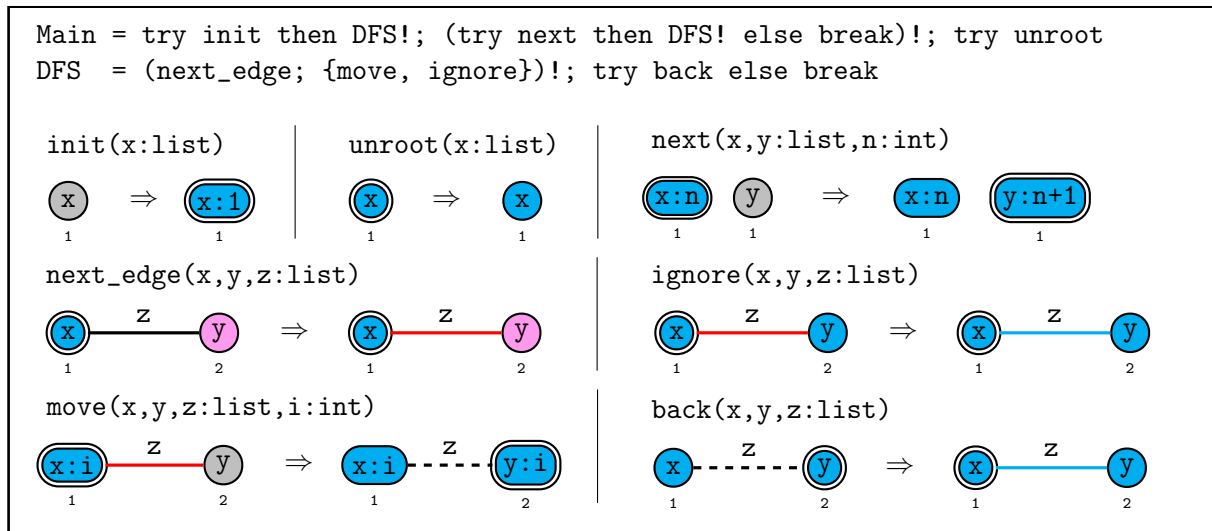 Main = try init then DFS!; (try next then DFS! else break)!; try unroot
DFS = (next_edge; {move, ignore})!; try back else break
init(x:list)
x ⇒ x:1
1 1
unroot(x:list)
x ⇒ x
1 1
next(x,y:list,n:int)
x:n y ⇒ x:n y:n+1
1 1 1
next_edge(x,y,z:list)
x z y ⇒ x z y
1 2 1 2
ignore(x,y,z:list)
x z y ⇒ x z y
1 2 1 2
move(x,y,z:list,i:int)
x:i z y ⇒ x:i z y:i
1 2 1 2
back(x,y,z:list)
x z y ⇒ x z y
1 2 1 2